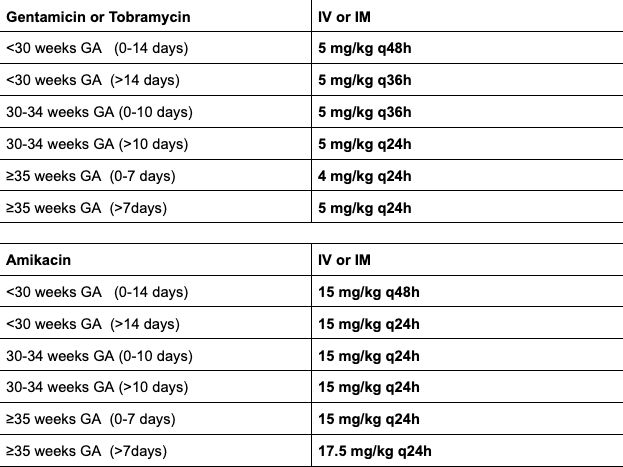 Gentamicin or Tobramycin IV or IM
<30 weeks GA (0-14 days) 5 mg/kg q48h
<30 weeks GA (>14 days) 5 mg/kg q36h
30-34 weeks GA (0-10 days) 5 mg/kg q36h
30-34 weeks GA (>10 days) 5 mg/kg q24h
≥35 weeks GA (0-7 days) 4 mg/kg q24h
≥35 weeks GA (>7days) 5 mg/kg q24h
Amikacin IV or IM
<30 weeks GA (0-14 days) 15 mg/kg q48h
<30 weeks GA (>14 days) 15 mg/kg q24h
30-34 weeks GA (0-10 days) 15 mg/kg q24h
30-34 weeks GA (>10 days) 15 mg/kg q24h
≥35 weeks GA (0-7 days) 15 mg/kg q24h
≥35 weeks GA (>7days) 17.5 mg/kg q24h